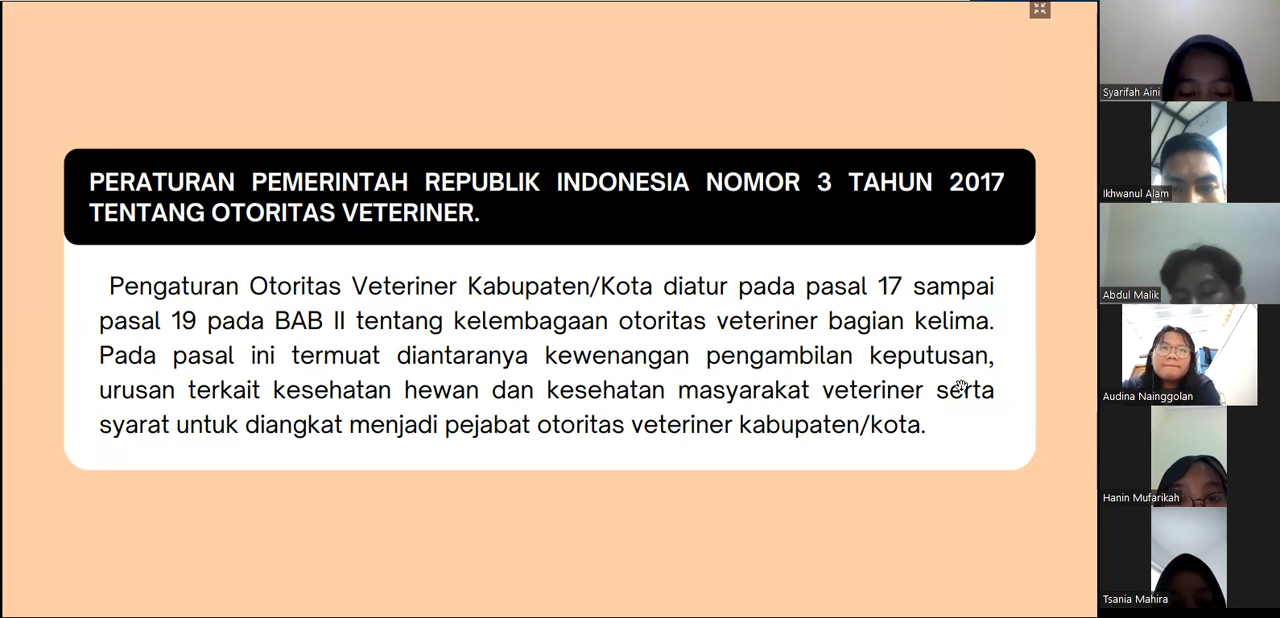 PERATURAN PEMERINTAH REPUBLIK INDONESIA NOMOR 3 TAHUN 2017
TENTANG OTORITAS VETERINER.
Pengaturan Otoritas Veteriner Kabupaten/Kota diatur pada pasal 17 sampai
pasal 19 pada BAB II tentang kelembagaan otoritas veteriner bagian kelima.
Pada pasal ini termuat diantaranya kewenangan pengambilan keputusan,
urusan terkait kesehatan hewan dan kesehatan masyarakat veteriner serta
syarat untuk diangkat menjadi pejabat otoritas veteriner kabupaten/kota.
Syarifah Aini
Ikhwanul Alam
Abdul Malik
Audina Nainggolan
Hanin Mufarikah
Tsania Mahira